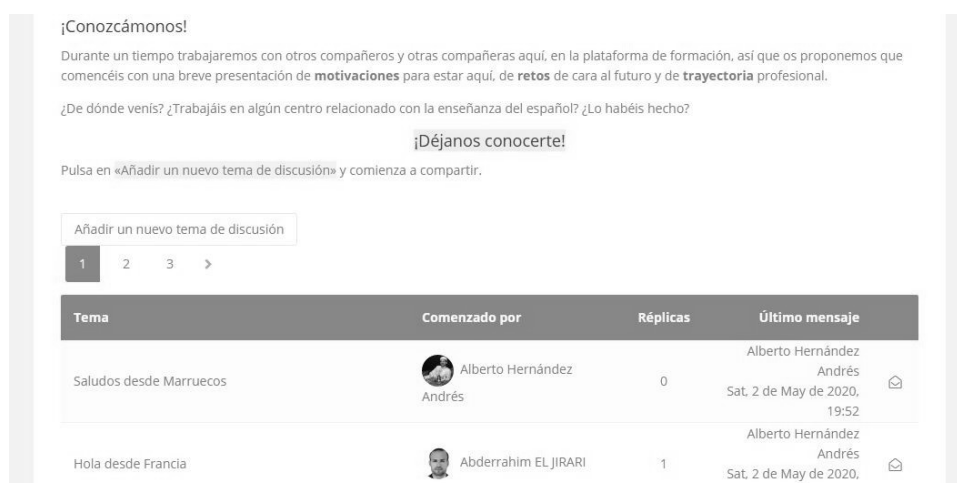 ¡Conozcámonos!
Durante un tiempo trabajaremos con otros compañeros y otras compañeras aquí, en la plataforma de formación, así que os proponemos que
comencéis con una breve presentación de motivaciones para estar aquí, de retos de cara al futuro y de trayectoria profesional.
¿De dónde venís? ¿Trabajáis en algún centro relacionado con la enseñanza del español? ¿Lo habéis hecho?
¡Déjanos conocerte!
Pulsa en «Añadir un nuevo tema de discusión» y comienza a compartir.
Añadir un nuevo tema de discusión
1 2 3 >
Tema Comenzado por Réplicas Último mensaje
Saludos desde Marruecos
Alberto Hernández
Andrés
0
Alberto Hernández
Andrés
Sat, 2 de May de 2020,
19:52
Hola desde Francia
Abderrahim EL JIRARI
1
Alberto Hernández
Andrés
Sat, 2 de May de 2020,